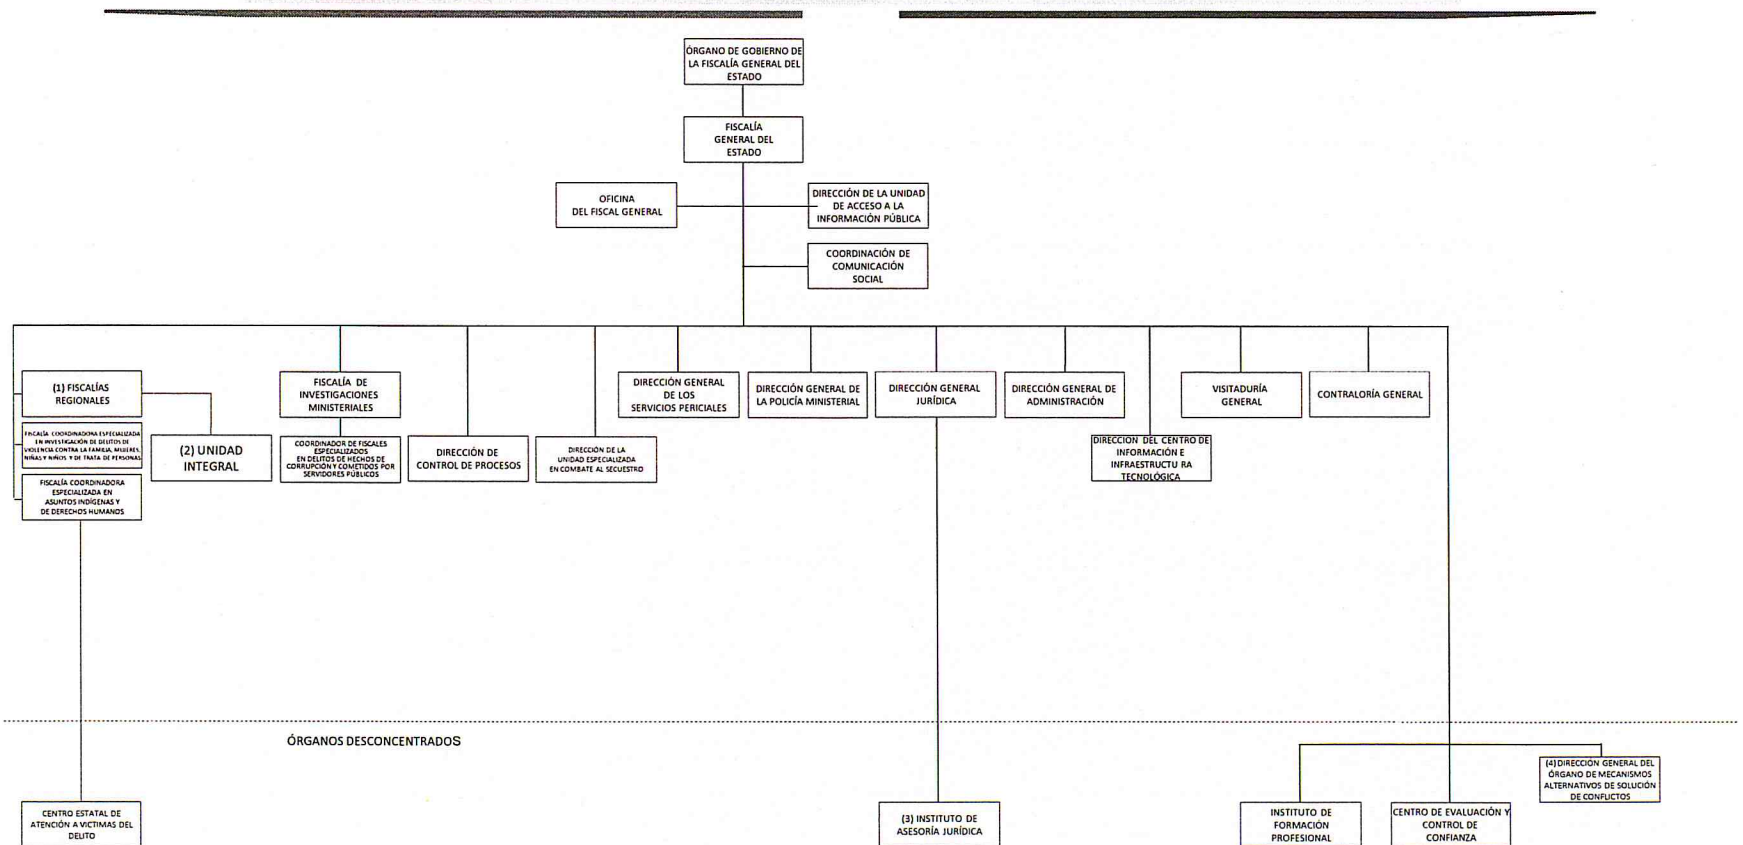 ÓRGANO DE GOBIERNO DE
LA FISCALÍA GENERAL DEL
ESTADO
FISCALÍA
GENERAL DEL
ESTADO
OFICINA
DEL FISCAL GENERAL
DIRECCIÓN DE LA UNIDAD
DE ACCESO A LA
INFORMACIÓN PÚBLICA
COORDINACIÓN DE
COMUNICACIÓN
SOCIAL
(1) FISCALÍAS
REGIONALES
FISCALÍA COORDINADORA ESPECIALIZADA
EN INVESTIGACIÓN DE DELITOS DE
VIOLENCIA CONTRA LA FAMILIA, MUJERES,
NIÑAS Y NIÑOS Y DE TRATA DE PERSONAS
FISCALÍA COORDINADORA
ESPECIALIZADA EN
ASUNTOS INDÍGENAS Y
DE DERECHOS HUMANOS
(2) UNIDAD
INTEGRAL
FISCALÍA DE
INVESTIGACIONES
MINISTERIALES
COORDINADOR DE FISCALES
ESPECIALIZADOS
EN DELITOS DE HECHOS DE
CORRUPCIÓN Y COMETIDOS POR
SERVIDORES PÚBLICOS
DIRECCIÓN DE
CONTROL DE PROCESOS
DIRECCIÓN DE LA
UNIDAD ESPECIALIZADA
EN COMBATE AL SECUESTRO
DIRECCIÓN GENERAL
DE LOS
SERVICIOS PERICIALES
DIRECCIÓN GENERAL DE
LA POLICÍA MINISTERIAL
DIRECCIÓN GENERAL
JURÍDICA
DIRECCIÓN GENERAL DE
ADMINISTRACIÓN
DIRECCION DEL CENTRO DE
INFORMACIÓN E
INFRAESTRUCTU RA
TECNOLÓGICA
VISITADURÍA
GENERAL
CONTRALORÍA GENERAL
ÓRGANOS DESCONCENTRADOS
CENTRO ESTATAL DE
ATENCIÓN A VICTIMAS DEL
DELITO
(3) INSTITUTO DE
ASESORÍA JURÍDICA
INSTITUTO DE
FORMACIÓN
PROFESIONAL
CENTRO DE EVALUACIÓN Y
CONTROL DE
CONFIANZA
(4) DIRECCIÓN GENERAL DEL
ÓRGANO DE MECANISMOS
ALTERNATIVOS DE SOLUCIÓN
DE CONFLICTOS